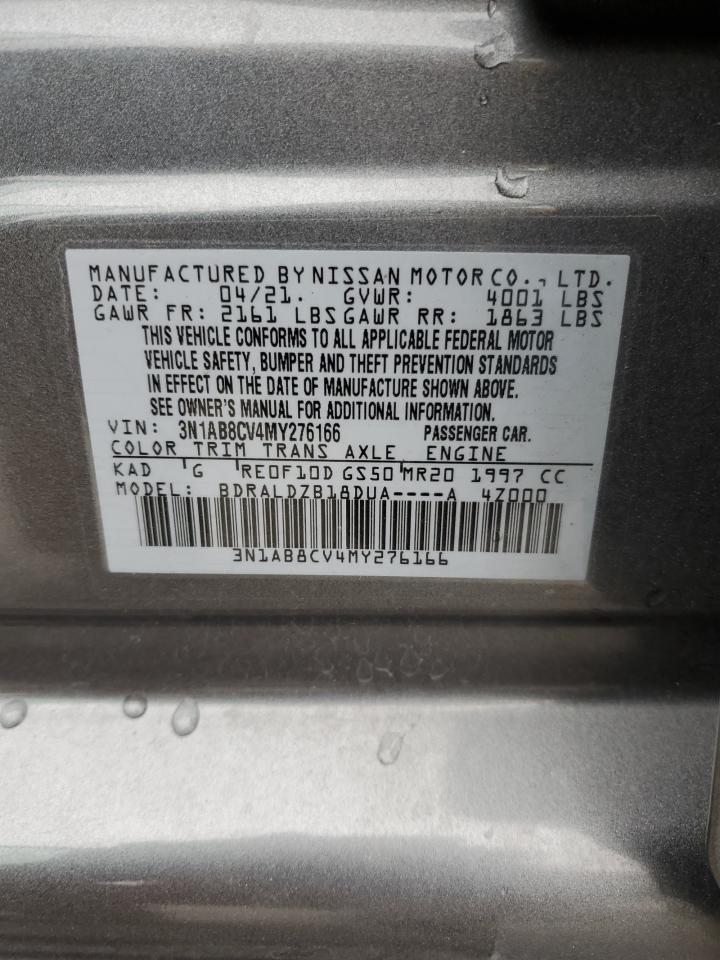 MANUFACTURED BY NISSAN MOTOR CO., LTD.
DATE: 04/21. GVWR: 4001 LBS
GAWR FR: 2161 LBS GAWR RR: 1863 LBS
THIS VEHICLE CONFORMS TO ALL APPLICABLE FEDERAL MOTOR
VEHICLE SAFETY, BUMPER AND THEFT PREVENTION STANDARDS
IN EFFECT ON THE DATE OF MANUFACTURE SHOWN ABOVE.
SEE OWNER'S MANUAL FOR ADDITIONAL INFORMATION.
VIN: 3N1AB8CV4MY276166 PASSENGER CAR.
COLOR TRIM TRANS AXLE ENGINE
KAD G RE0F10D GS50 MR20 1997 CC
MODEL: BDRALDZB18DUA----A 4Z000
3N1AB8CV4MY276166